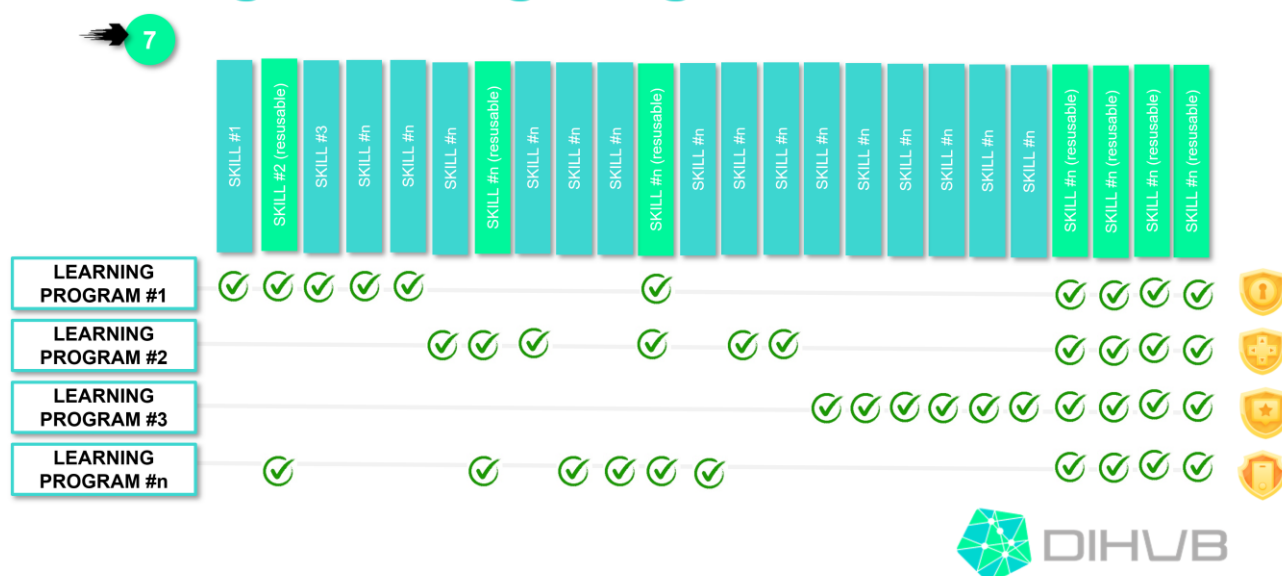 7
SKILL #1
SKILL #2 (resusable)
SKILL #3
SKILL #n
SKILL #n
SKILL #n
SKILL #n (resusable)
SKILL #n
SKILL #n
SKILL #n
SKILL #n (resusable)
SKILL #n
SKILL #n
SKILL #n
SKILL #n
SKILL #n
SKILL #n
SKILL #n
SKILL #n
SKILL #n
SKILL #n (resusable)
SKILL #n (resusable)
SKILL #n (resusable)
SKILL #n (resusable)
LEARNING
PROGRAM #1
LEARNING
PROGRAM #2
LEARNING
PROGRAM #3
LEARNING
PROGRAM #n
DIHUB